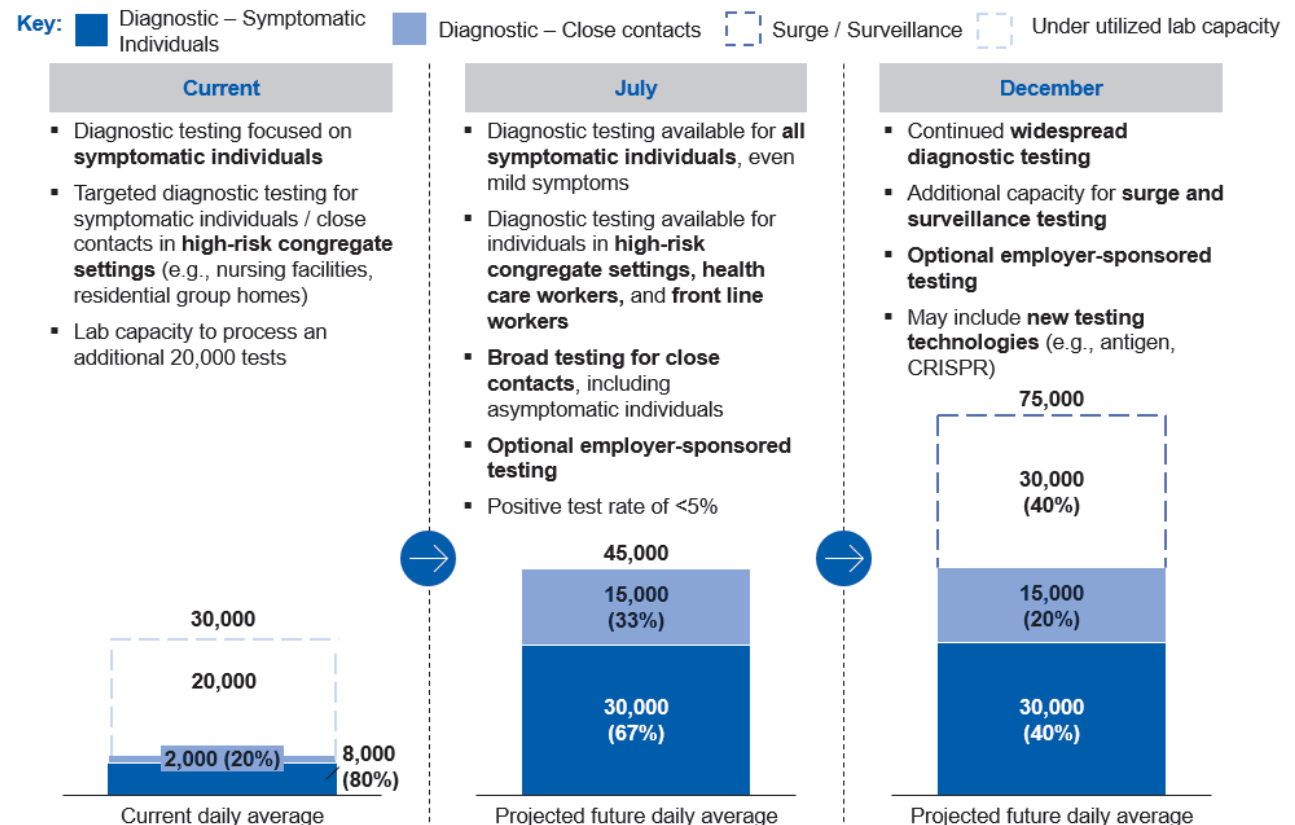 Key:
Diagnostic – Symptomatic
Individuals
Diagnostic – Close contacts
Surge / Surveillance
Under utilized lab capacity
Current
▪ Diagnostic testing focused on
symptomatic individuals
▪ Targeted diagnostic testing for
symptomatic individuals / close
contacts in high-risk congregate
settings (e.g., nursing facilities,
residential group homes)
▪ Lab capacity to process an
additional 20,000 tests
30,000
20,000
2,000 (20%)
8,000
(80%)
Current daily average
July
▪ Diagnostic testing available for all
symptomatic individuals, even
mild symptoms
▪ Diagnostic testing available for
individuals in high-risk
congregate settings, health
care workers, and front line
workers
▪ Broad testing for close
contacts, including
asymptomatic individuals
▪ Optional employer-sponsored
testing
▪ Positive test rate of <5%
45,000
15,000
(33%)
30,000
(67%)
Projected future daily average
December
▪ Continued widespread
diagnostic testing
▪ Additional capacity for surge and
surveillance testing
▪ Optional employer-sponsored
testing
▪ May include new testing
technologies (e.g., antigen,
CRISPR)
75,000
30,000
(40%)
15,000
(20%)
30,000
(40%)
Projected future daily average